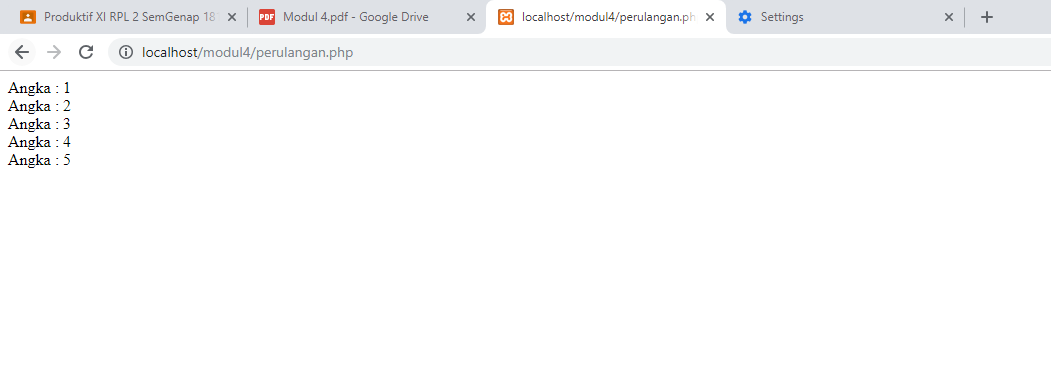 Produktif XI RPL 2 SemGenap 18
Modul 4.pdf - Google Drive
localhost/modul4/perulangan.ph
Settings
localhost/modul4/perulangan.php
Angka : 1
Angka : 2
Angka : 3
Angka : 4
Angka : 5